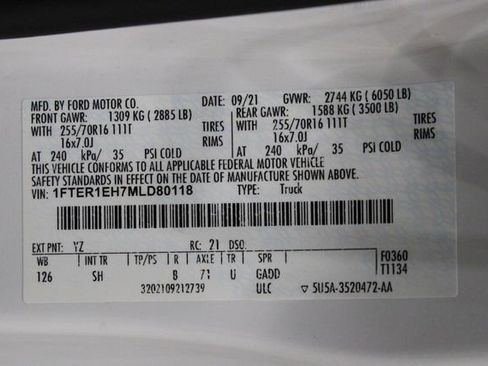 MFD. BY FORD MOTOR CO. DATE: 09/21 GVWR: 2744 KG ( 6050 LB)
FRONT GAWR: 1309 KG ( 2885 LB) REAR GAWR: 1588 KG ( 3500 LB)
WITH 255/70R16 111T TIRES WITH 255/70R16 111T TIRES
16x7.0J RIMS 16x7.0J RIMS
AT 240 kPa/ 35 PSI COLD AT 240 kPa/ 35 PSI COLD
THIS VEHICLE CONFORMS TO ALL APPLICABLE FEDERAL MOTOR VEHICLE
SAFETY STANDARDS IN EFFECT ON THE DATE OF MANUFACTURE SHOWN ABOVE.
VIN: 1FTER1EH7MLD80118 TYPE: Truck
EXT PNT: YZ RC: 21 DSO:
WB INT TR TP/PS R AXLE TR SPR F0360
126 SH B 71 U GADD T1134
3202109212739 ULC ▽ 5U5A-3520472-AA